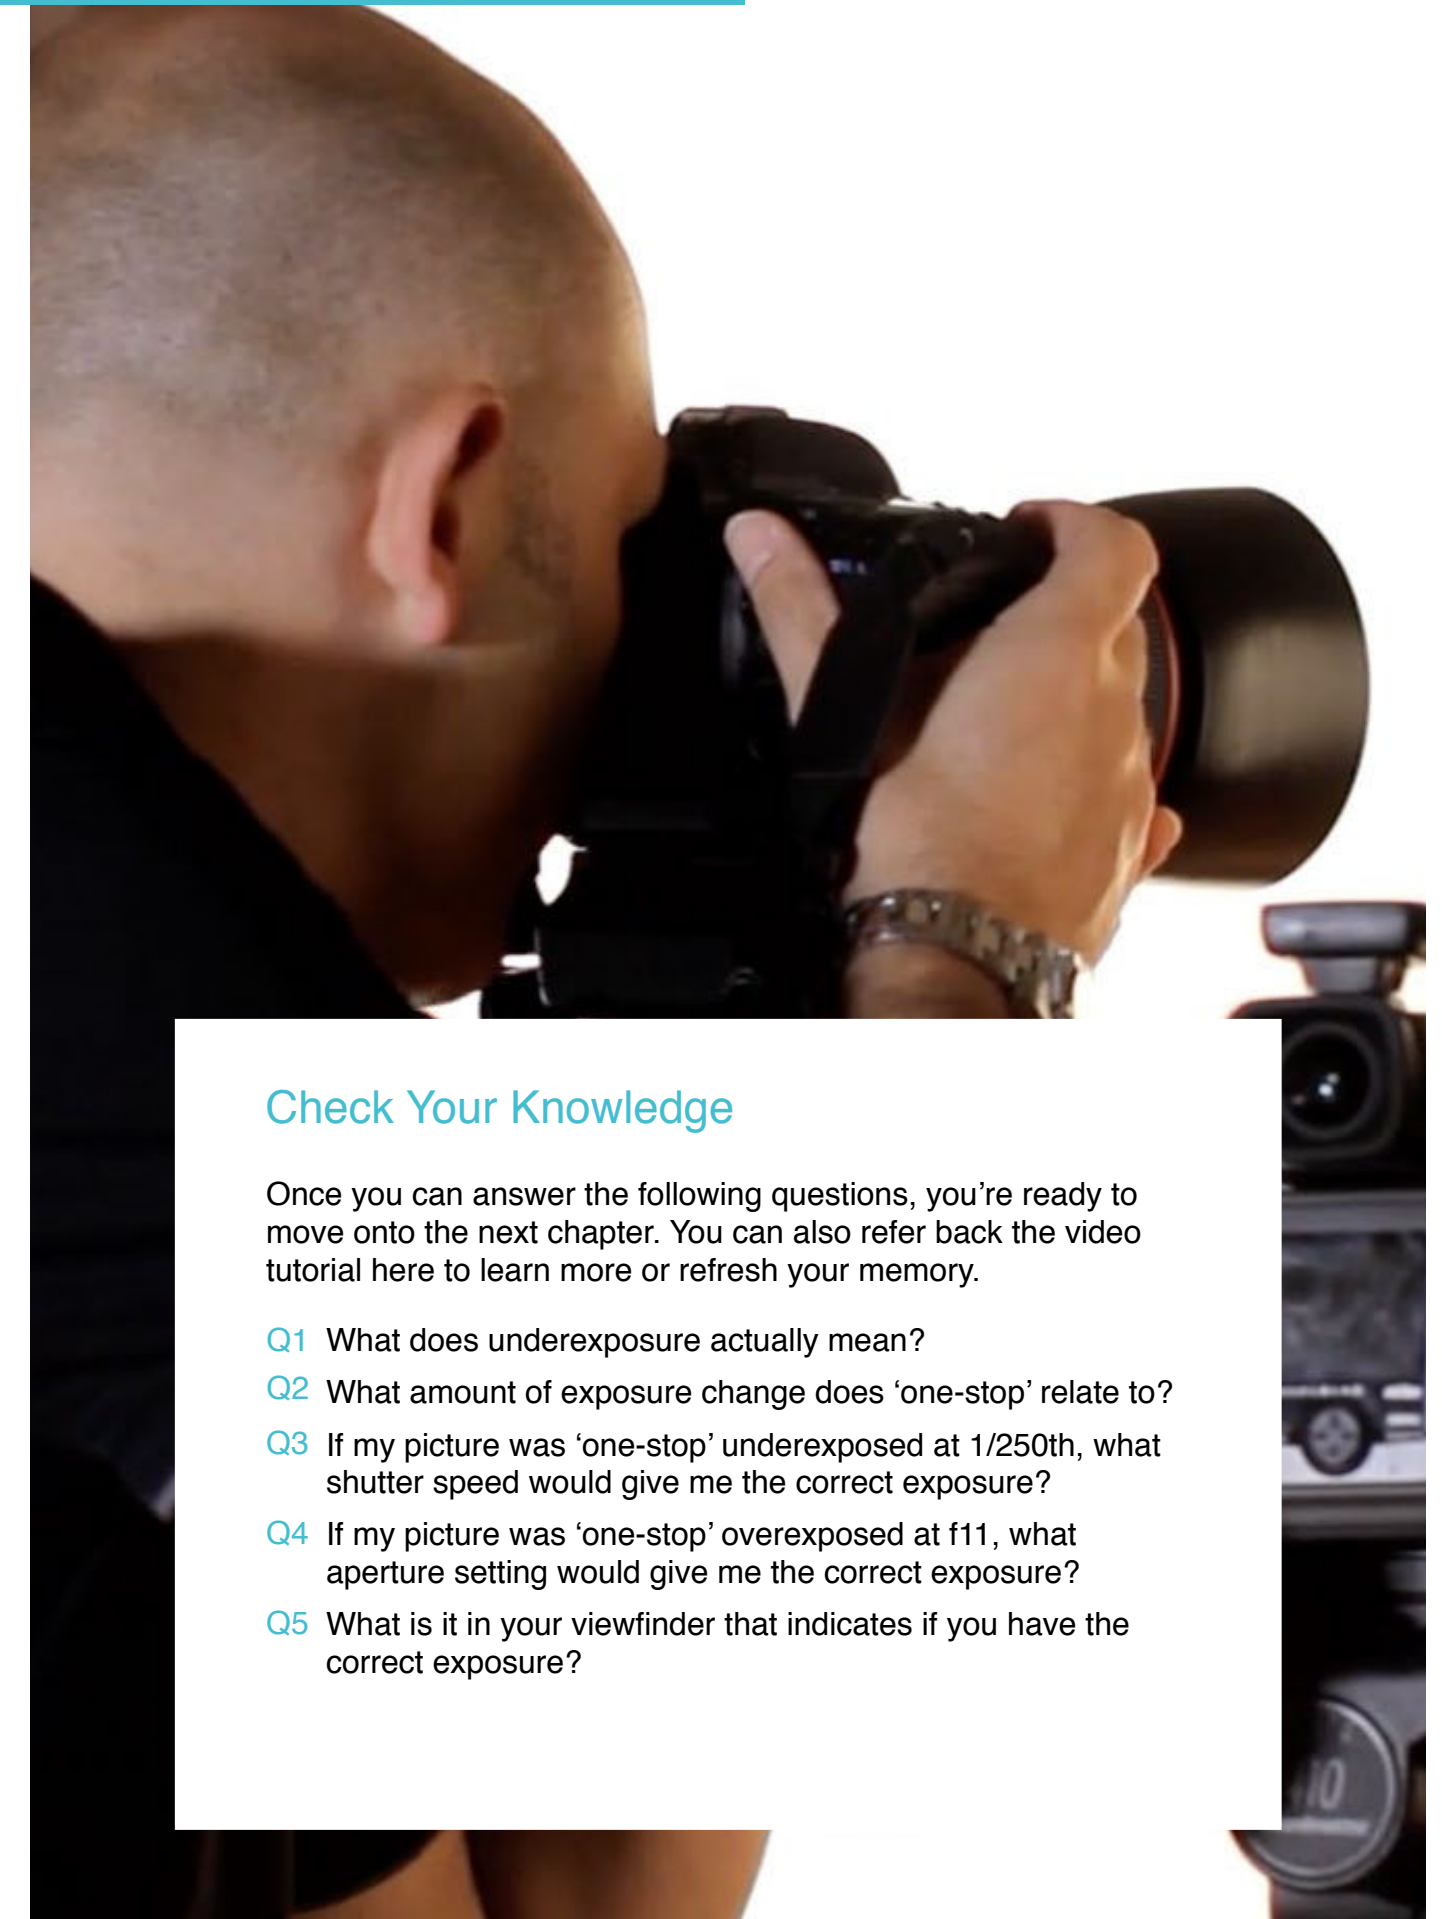 Check Your Knowledge
Once you can answer the following questions, you’re ready to
move onto the next chapter. You can also refer back the video
tutorial here to learn more or refresh your memory.
Q1 What does underexposure actually mean?
Q2 What amount of exposure change does ‘one-stop’ relate to?
Q3 If my picture was ‘one-stop’ underexposed at 1/250th, what
shutter speed would give me the correct exposure?
Q4 If my picture was ‘one-stop’ overexposed at f11, what
aperture setting would give me the correct exposure?
Q5 What is it in your viewfinder that indicates if you have the
correct exposure?